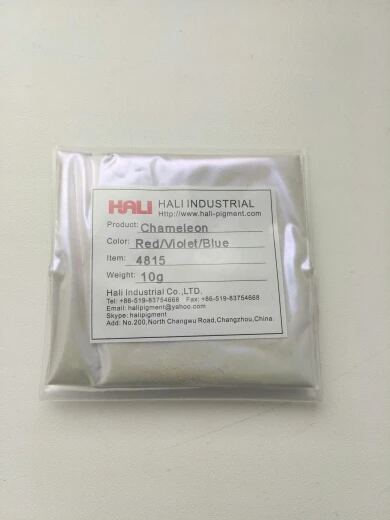 HALI HALI INDUSTRIAL
Http://www.hali-pigment.com
Product: Chameleon
Color: Red/Violet/Blue
Item: 4815
Weight: 10g
Hali Industrial Co.,LTD.
Tel: +86-519-83754668 Fax: +86-519-83754668
Email: halipigment@yahoo.com
Skype: halipigment
Add: No.200,North Changwu Road,Changzhou,China.